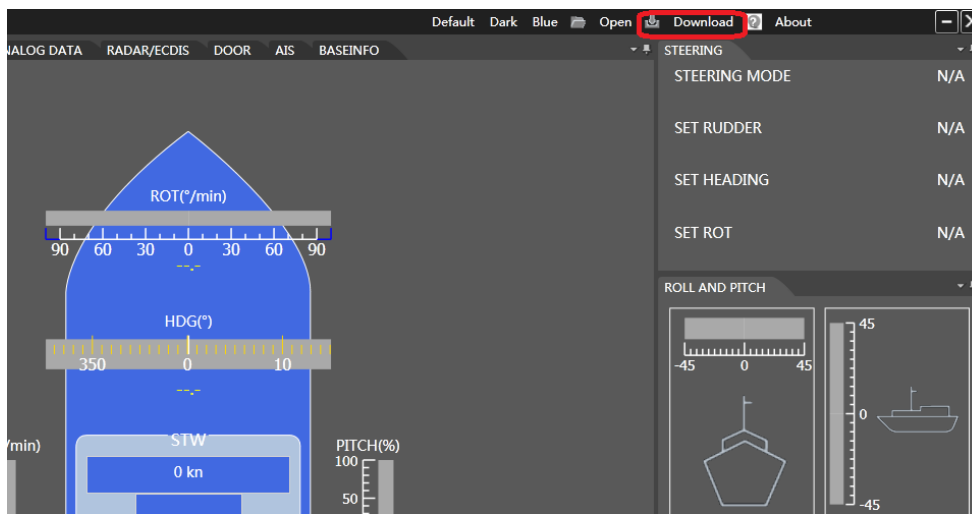 Default Dark Blue Open Download About
NALOG DATA RADAR/ECDIS DOOR AIS BASEINFO
STEERING
STEERING MODE N/A
SET RUDDER N/A
SET HEADING N/A
SET ROT N/A
ROT(°/min)
90 60 30 0 30 60 90
--.-
HDG(°)
350 0 10
--.-
STW
0 kn
/min)
PITCH(%)
100
50
ROLL AND PITCH
-45 0 45
45
0
-45